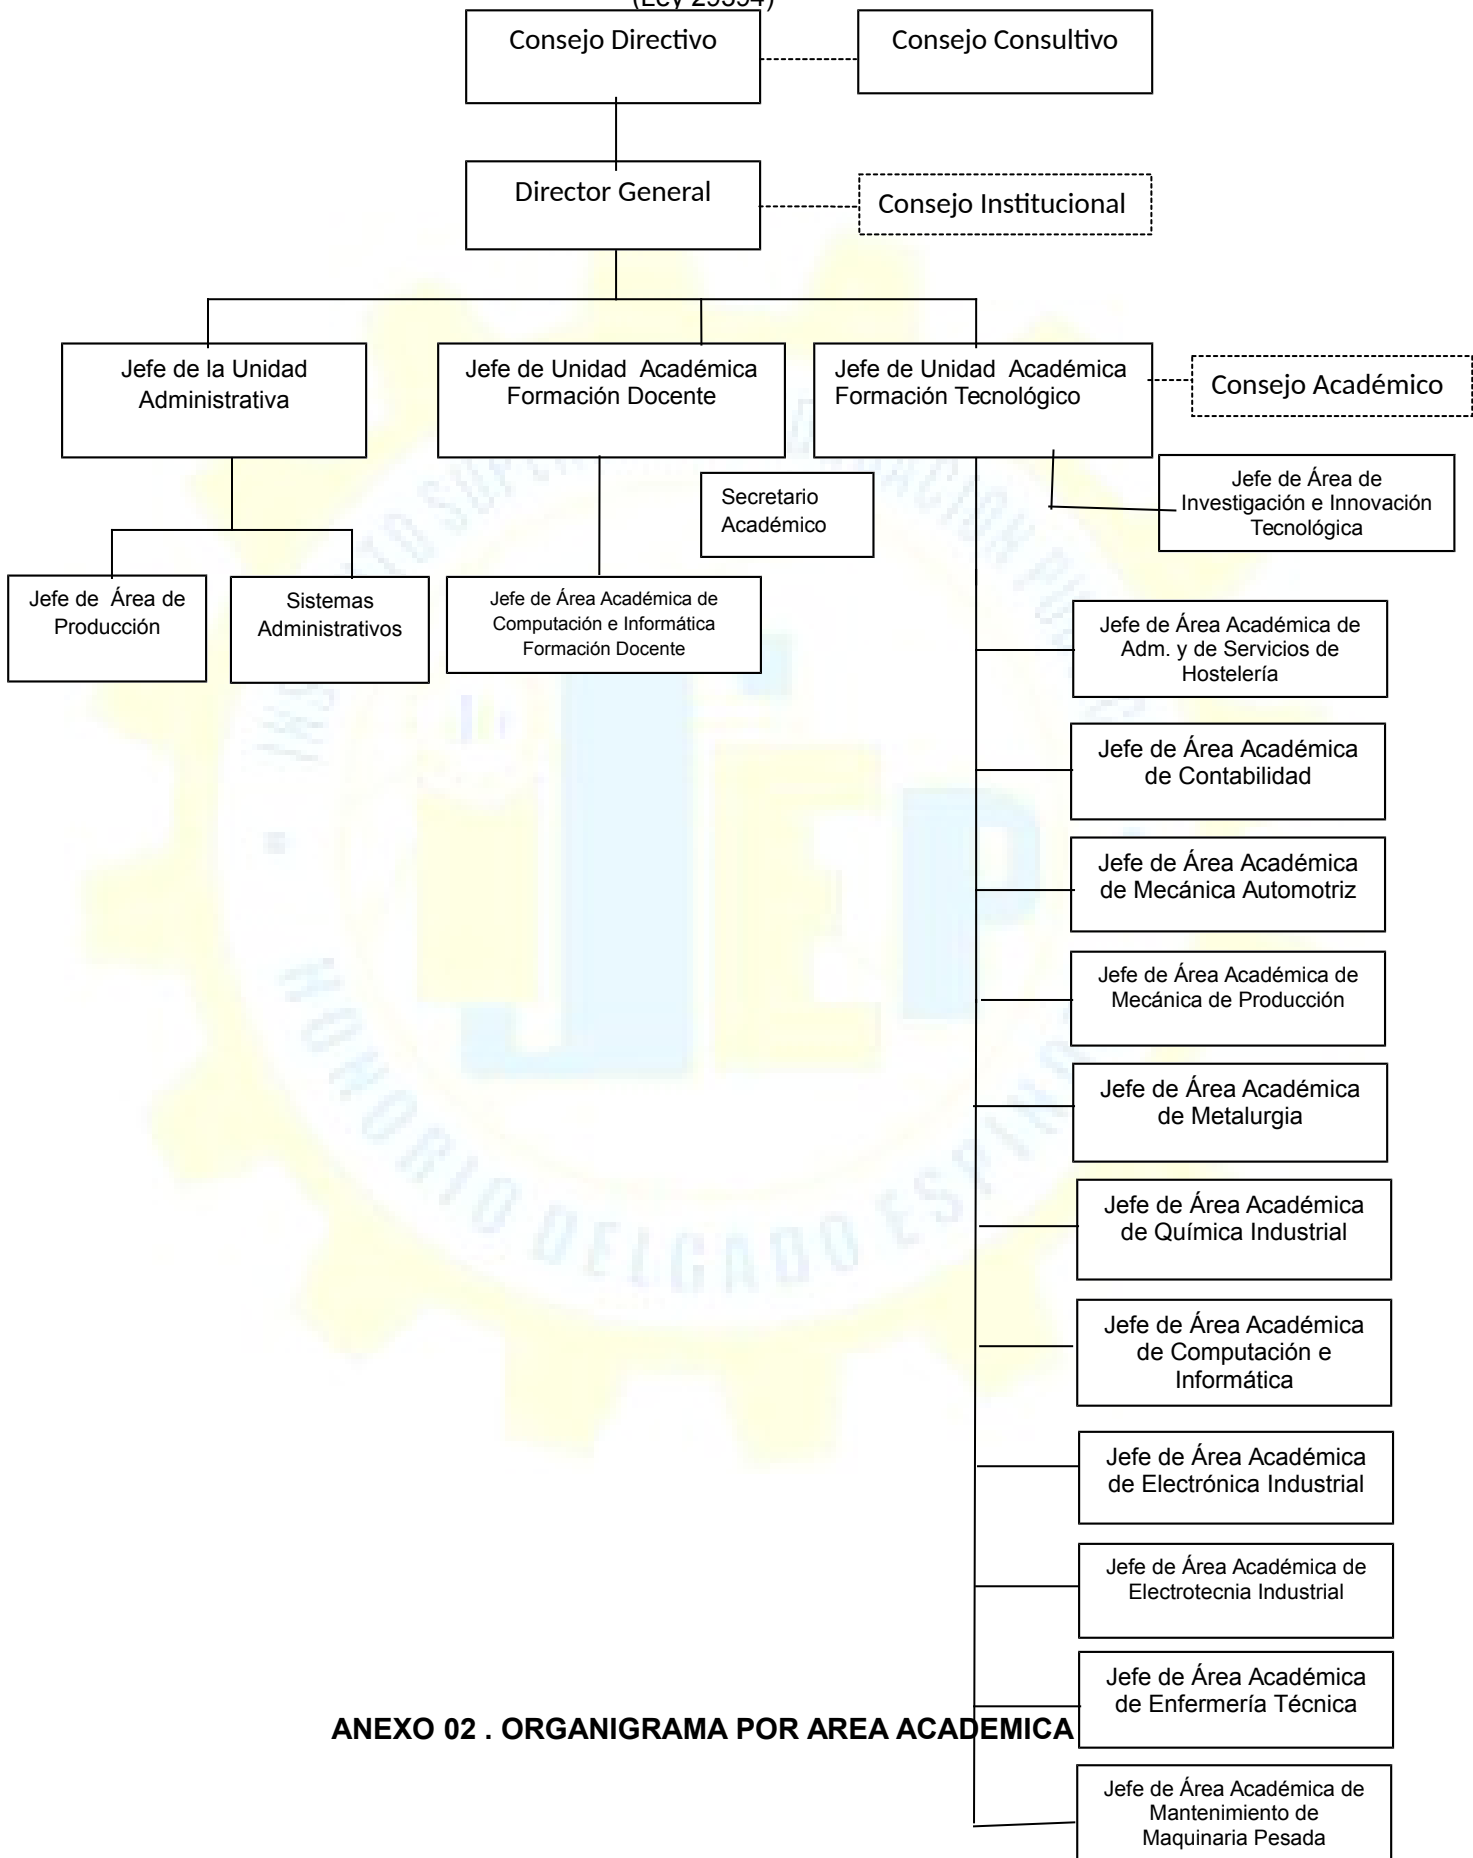 (Ley 29394)
Consejo Directivo
Consejo Consultivo
Director General
Consejo Institucional
Jefe de la Unidad
Administrativa
Jefe de Unidad Académica
Formación Docente
Jefe de Unidad Académica
Formación Tecnológico
Consejo Académico
Secretario
Académico
Jefe de Área de
Investigación e Innovación
Tecnológica
Jefe de Área de
Producción
Sistemas
Administrativos
Jefe de Área Académica de
Computación e Informática
Formación Docente
Jefe de Área Académica de
Adm. y de Servicios de
Hostelería
Jefe de Área Académica
de Contabilidad
Jefe de Área Académica
de Mecánica Automotriz
Jefe de Área Académica de
Mecánica de Producción
Jefe de Área Académica
de Metalurgia
Jefe de Área Académica
de Química Industrial
Jefe de Área Académica
de Computación e
Informática
Jefe de Área Académica
de Electrónica Industrial
Jefe de Área Académica de
Electrotecnia Industrial
Jefe de Área Académica
de Enfermería Técnica
ANEXO 02 . ORGANIGRAMA POR AREA ACADEMICA
Jefe de Área Académica de
Mantenimiento de
Maquinaria Pesada
HONORIO DELGADO